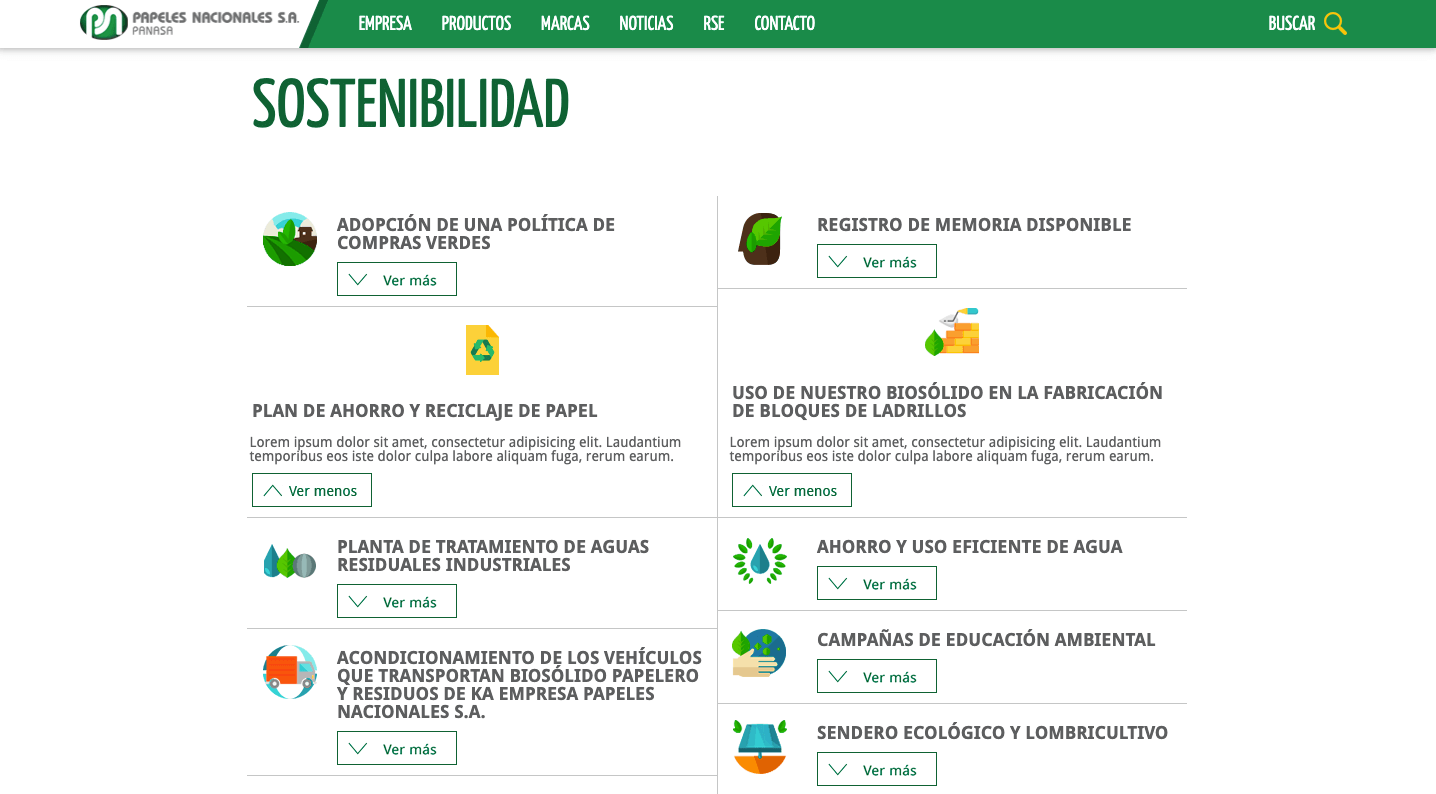 PAPELES NACIONALES S.A.
PANASA
EMPRESA PRODUCTOS MARCAS NOTICIAS RSE CONTACTO BUSCAR
SOSTENIBILIDAD
ADOPCIÓN DE UNA POLÍTICA DE
COMPRAS VERDES
Ver más
PLAN DE AHORRO Y RECICLAJE DE PAPEL
Lorem ipsum dolor sit amet, consectetur adipisicing elit. Laudantium
temporibus eos iste dolor culpa labore aliquam fuga, rerum earum.
Ver menos
PLANTA DE TRATAMIENTO DE AGUAS
RESIDUALES INDUSTRIALES
Ver más
ACONDICIONAMIENTO DE LOS VEHÍCULOS
QUE TRANSPORTAN BIOSÓLIDO PAPELERO
Y RESIDUOS DE KA EMPRESA PAPELES
NACIONALES S.A.
Ver más
REGISTRO DE MEMORIA DISPONIBLE
Ver más
USO DE NUESTRO BIOSÓLIDO EN LA FABRICACIÓN
DE BLOQUES DE LADRILLOS
Lorem ipsum dolor sit amet, consectetur adipisicing elit. Laudantium
temporibus eos iste dolor culpa labore aliquam fuga, rerum earum.
Ver menos
AHORRO Y USO EFICIENTE DE AGUA
Ver más
CAMPAÑAS DE EDUCACIÓN AMBIENTAL
Ver más
SENDERO ECOLÓGICO Y LOMBRICULTIVO
Ver más